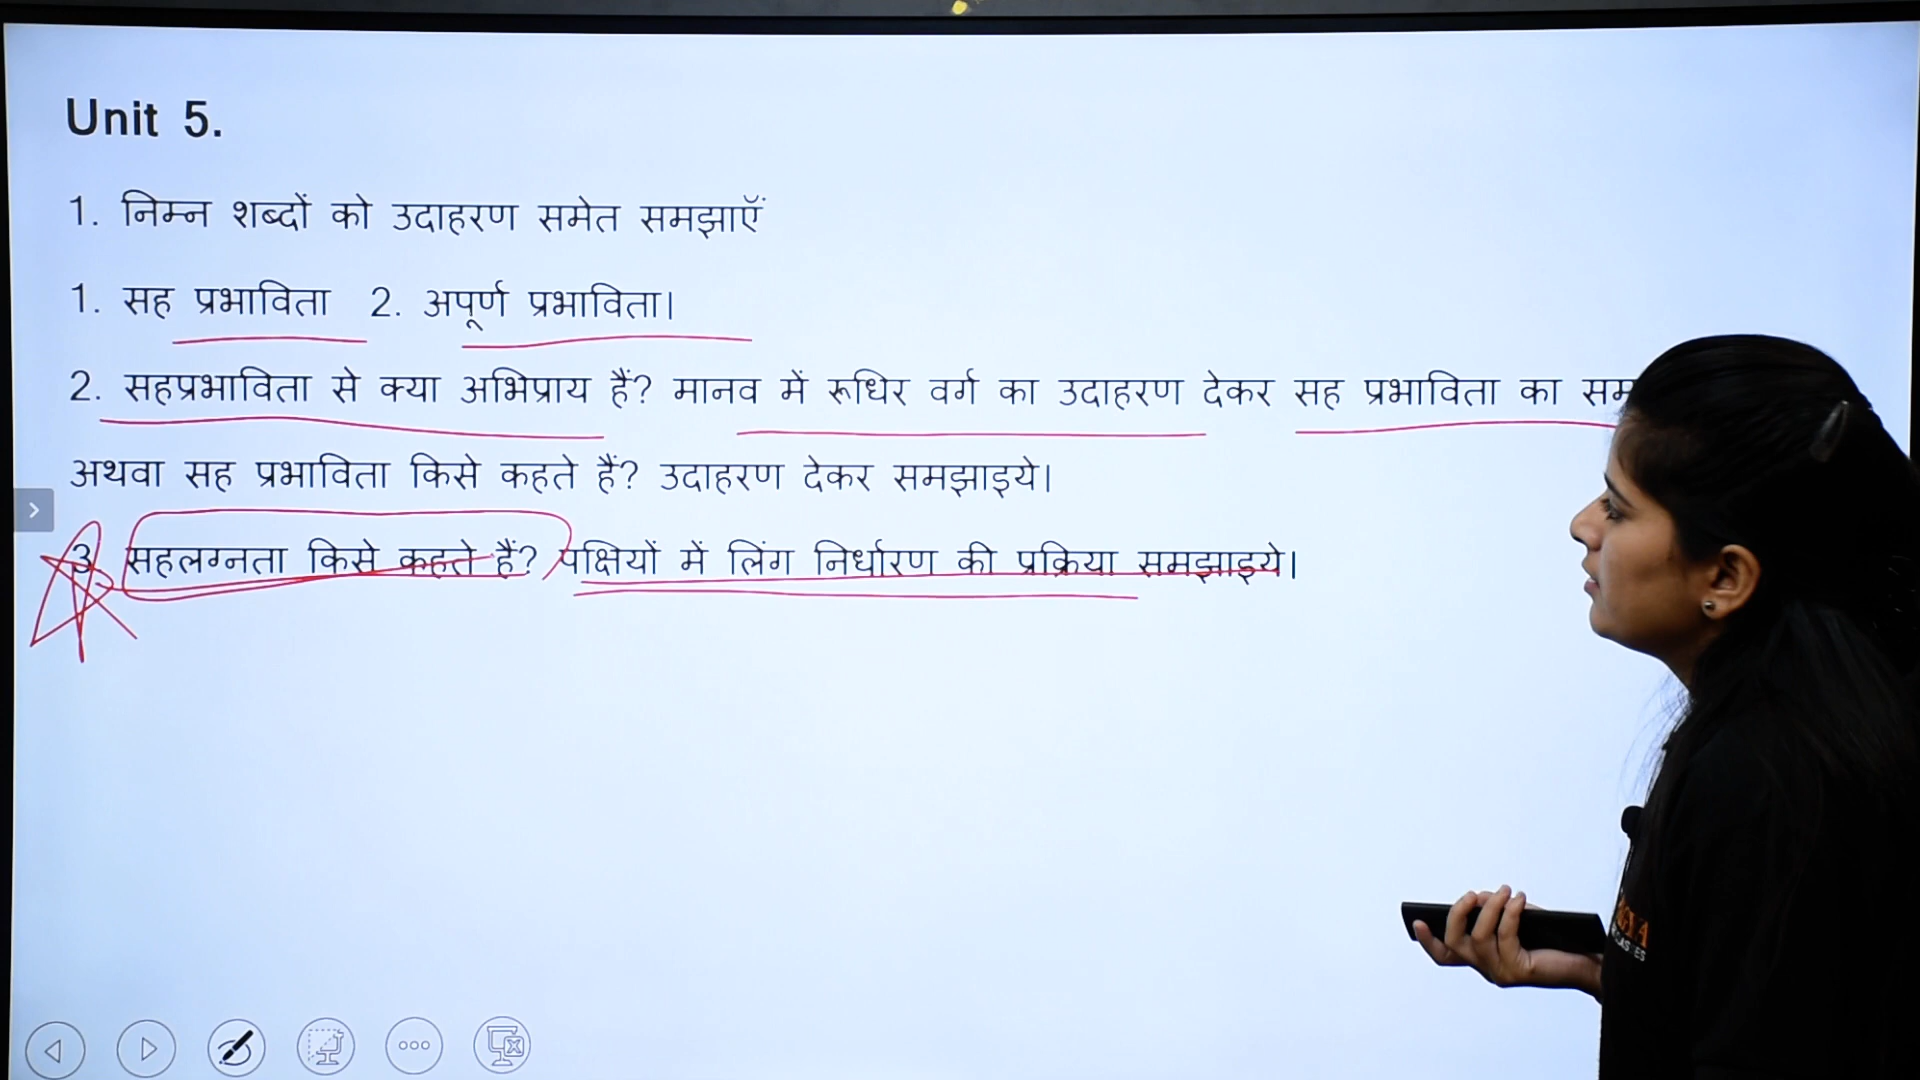 Unit 5.
1. निम्न शब्दों को उदाहरण समेत समझाएँ
1. सह प्रभाविता 2. अपूर्ण प्रभाविता।
2. सहप्रभाविता से क्या अभिप्राय हैं? मानव में रूधिर वर्ग का उदाहरण देकर सह प्रभाविता का
अथवा सह प्रभाविता किसे कहते हैं? उदाहरण देकर समझाइये।
3. सहलग्नता किसे कहते हैं? पक्षियों में लिंग निर्धारण की प्रक्रिया समझाइये।